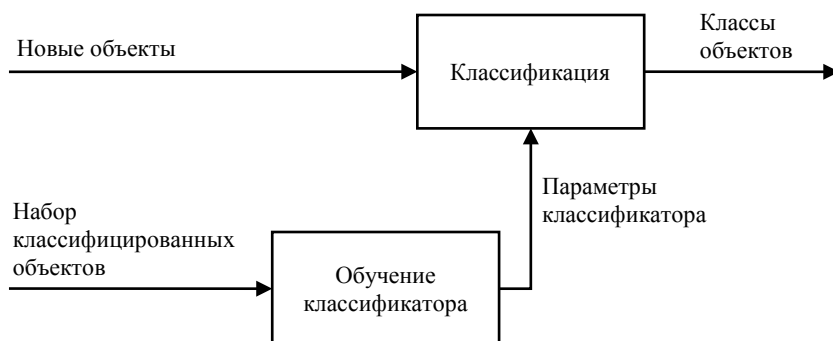 Новые объекты
Классификация
Классы
объектов
Параметры
классификатора
Набор
классифицированных
объектов
Обучение
классификатора